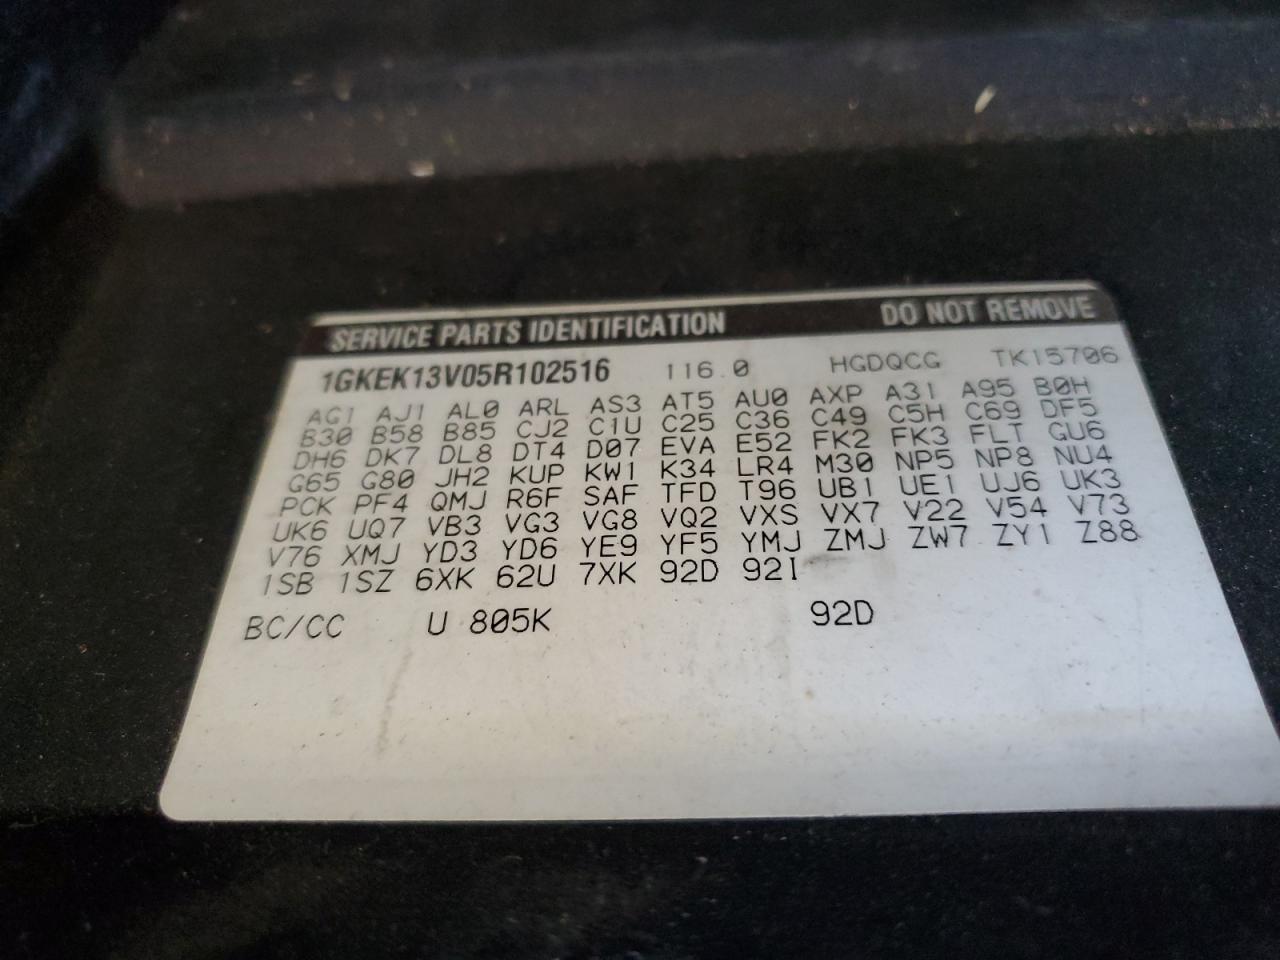 SERVICE PARTS IDENTIFICATION DO NOT REMOVE
1GKEK13V05R102516 116.0 HGDQCG TK15706
AG1 AJ1 AL0 ARL AS3 AT5 AU0 AXP A31 A95 B0H
B30 B58 B85 CJ2 C1U C25 C36 C49 C5H C69 DF5
DH6 DK7 DL8 DT4 D07 EVA E52 FK2 FK3 FLT GU6
G65 G80 JH2 KUP KW1 K34 LR4 M30 NP5 NP8 NU4
PCK PF4 QMJ R6F SAF TFD T96 UB1 UE1 UJ6 UK3
UK6 UQ7 VB3 VG3 VG8 VQ2 VXS VX7 V22 V54 V73
V76 XMJ YD3 YD6 YE9 YF5 YMJ ZMJ ZW7 ZY1 Z88
1SB 1SZ 6XK 62U 7XK 92D 92I
BC/CC U 805K 92D